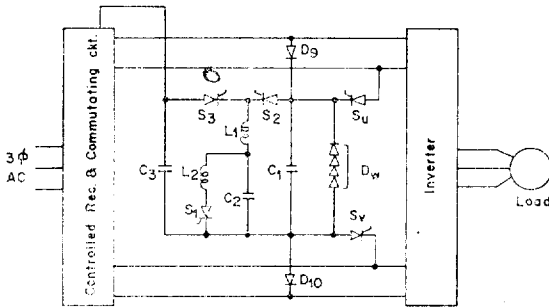 Controlled Rec. & Commutating ckt.
3ϕ
AC
D9
S3
S2
Su
L1
C3
L2
C2
C1
Dw
S1
Sv
D10
Inverter
Load